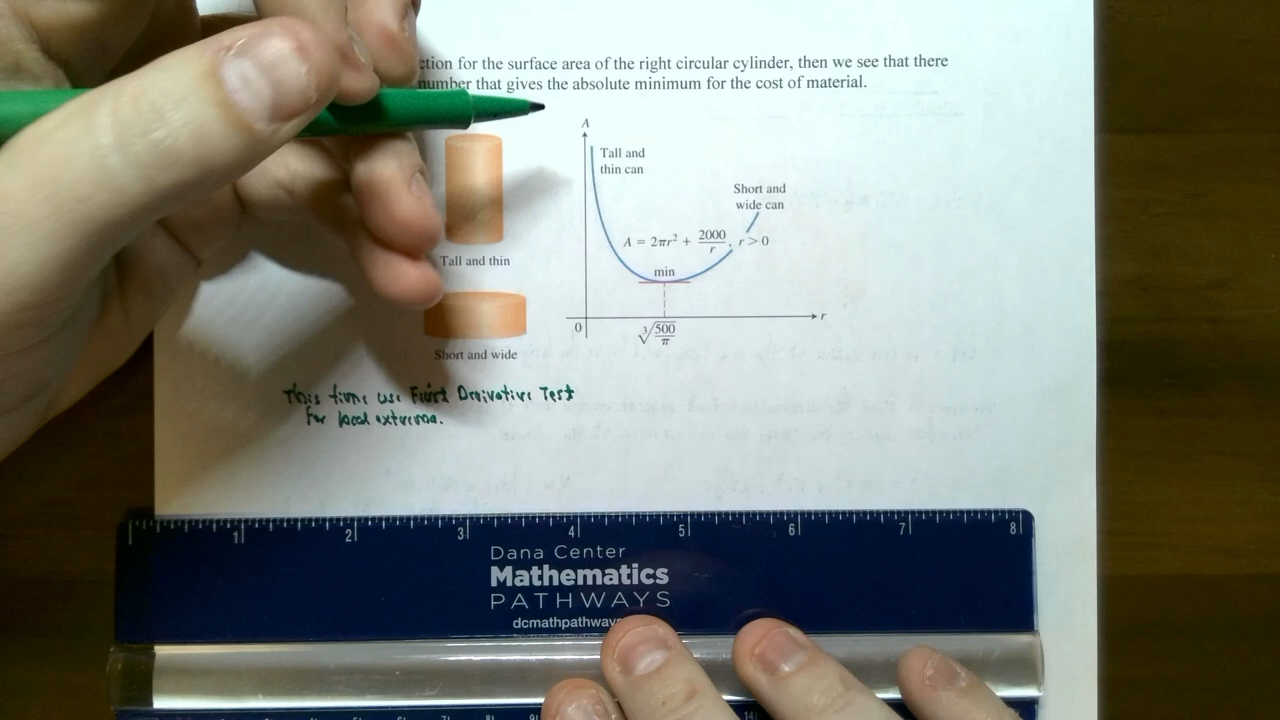 ction for the surface area of the right circular cylinder, then we see that there
number that gives the absolute minimum for the cost of material.
A
Tall and
thin can
Short and
wide can
A = 2πr² + 2000/r, r > 0
min
0
∛(500/π)
r
Tall and thin
Short and wide
This time use First Derivative Test
for local extrema.
1 2 3 4 5 6 7 8
Dana Center
Mathematics
PATHWAYS
dcmathpathways